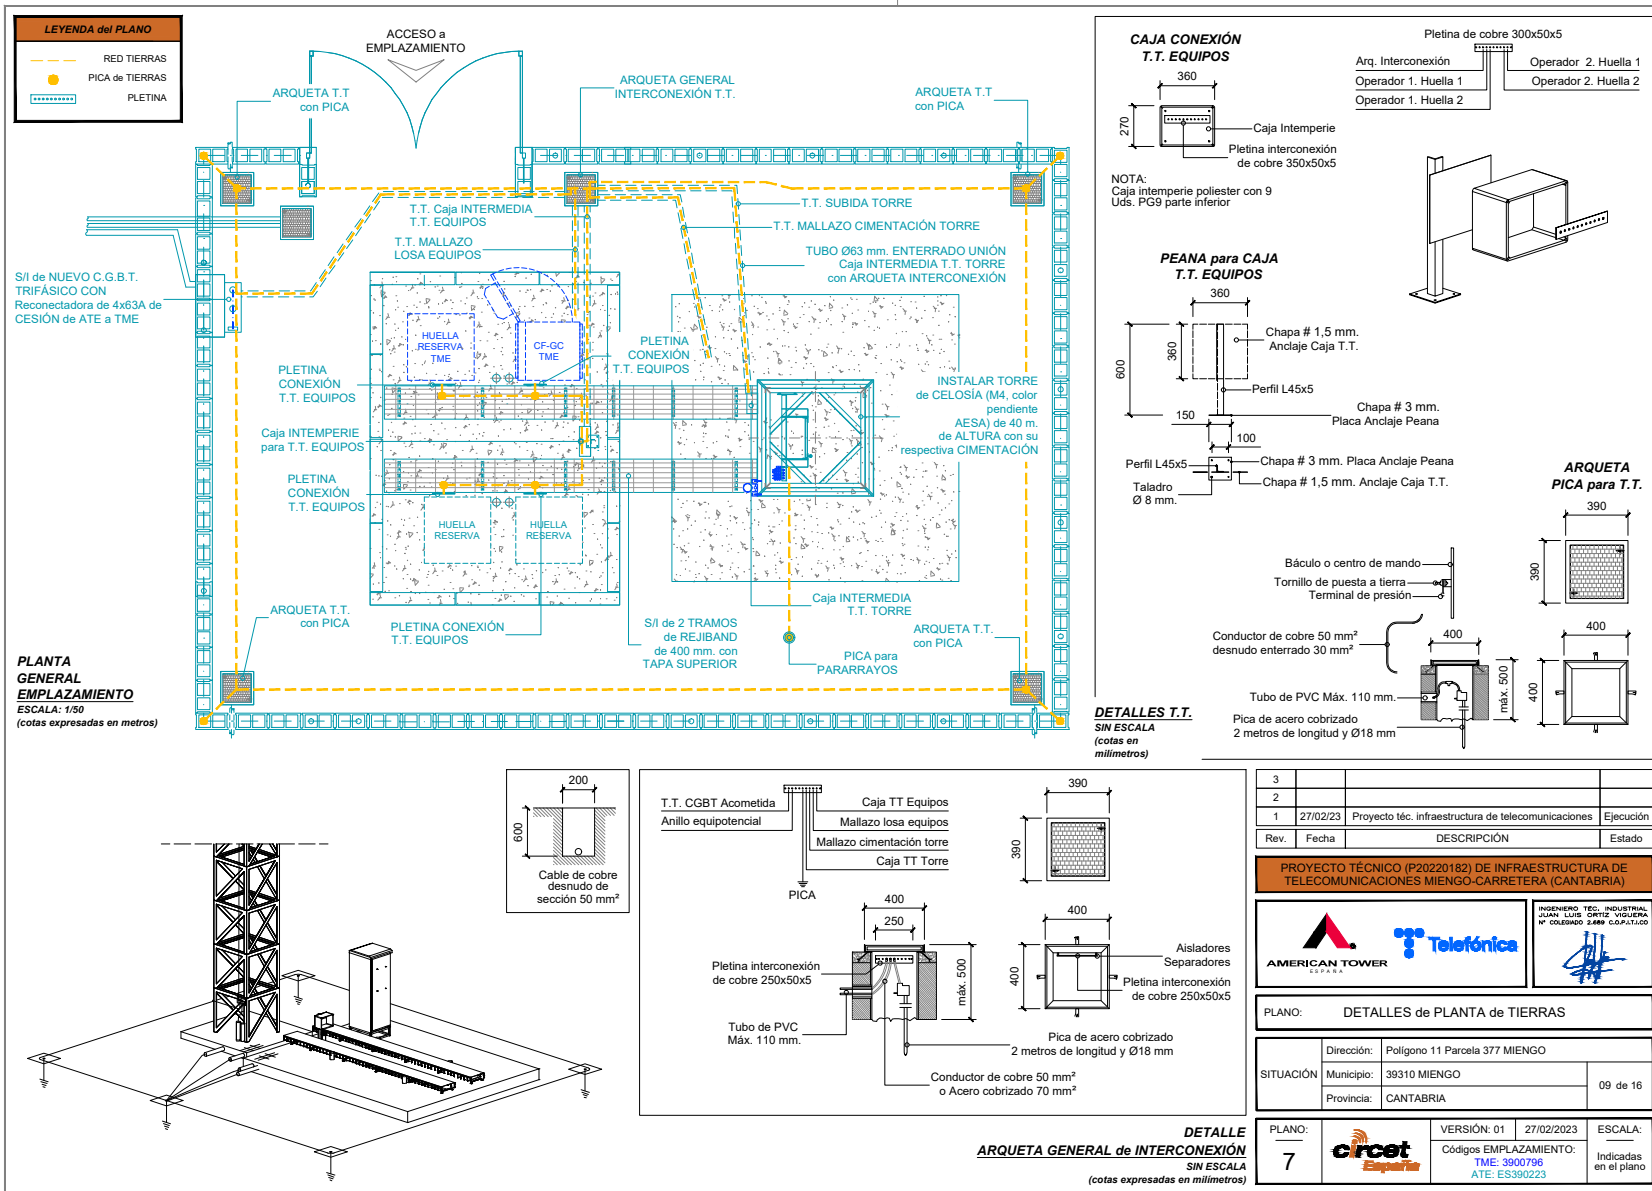 LEYENDA del PLANO
RED TIERRAS
PICA de TIERRAS
PLETINA
ACCESO a
EMPLAZAMIENTO
ARQUETA T.T
con PICA
ARQUETA GENERAL
INTERCONEXIÓN T.T.
ARQUETA T.T
con PICA
T.T. Caja INTERMEDIA
T.T. EQUIPOS
T.T. MALLAZO
LOSA EQUIPOS
T.T. SUBIDA TORRE
T.T. MALLAZO CIMENTACIÓN TORRE
TUBO Ø63 mm. ENTERRADO UNIÓN
Caja INTERMEDIA T.T. TORRE
con ARQUETA INTERCONEXIÓN
S/I de NUEVO C.G.B.T.
TRIFÁSICO CON
Reconectadora de 4x63A de
CESIÓN de ATE a TME
HUELLA
RESERVA
TME
CF-GC
TME
PLETINA
CONEXIÓN
T.T. EQUIPOS
PLETINA
CONEXIÓN
T.T. EQUIPOS
INSTALAR TORRE
de CELOSÍA (M4, color
pendiente
AESA) de 40 m.
de ALTURA con su
respectiva CIMENTACIÓN
Caja INTEMPERIE
para T.T. EQUIPOS
PLETINA
CONEXIÓN
T.T. EQUIPOS
HUELLA
RESERVA
HUELLA
RESERVA
ARQUETA T.T.
con PICA
PLETINA CONEXIÓN
T.T. EQUIPOS
S/I de 2 TRAMOS
de REJIBAND
de 400 mm. con
TAPA SUPERIOR
Caja INTERMEDIA
T.T. TORRE
PICA para
PARARRAYOS
ARQUETA T.T.
con PICA
PLANTA
GENERAL
EMPLAZAMIENTO
ESCALA: 1/50
(cotas expresadas en metros)
CAJA CONEXIÓN
T.T. EQUIPOS
360
270
Caja Intemperie
Pletina interconexión
de cobre 350x50x5
NOTA:
Caja intemperie poliester con 9
Uds. PG9 parte inferior
Pletina de cobre 300x50x5
Arq. Interconexión
Operador 1. Huella 1
Operador 1. Huella 2
Operador 2. Huella 1
Operador 2. Huella 2
PEANA para CAJA
T.T. EQUIPOS
360
600
360
Chapa # 1,5 mm.
Anclaje Caja T.T.
Perfil L45x5
150
Chapa # 3 mm.
Placa Anclaje Peana
100
Perfil L45x5
Chapa # 3 mm. Placa Anclaje Peana
Chapa # 1,5 mm. Anclaje Caja T.T.
Taladro
Ø 8 mm.
ARQUETA
PICA para T.T.
390
390
Báculo o centro de mando
Tornillo de puesta a tierra
Terminal de presión
Conductor de cobre 50 mm²
desnudo enterrado 30 mm²
400
máx. 500
400
400
Tubo de PVC Máx. 110 mm.
Pica de acero cobrizado
2 metros de longitud y Ø18 mm
DETALLES T.T.
SIN ESCALA
(cotas en
milímetros)
200
600
Cable de cobre
desnudo de
sección 50 mm²
T.T. CGBT Acometida
Anillo equipotencial
Caja TT Equipos
Mallazo losa equipos
Mallazo cimentación torre
Caja TT Torre
PICA
390
390
400
250
máx. 500
Pletina interconexión
de cobre 250x50x5
Tubo de PVC
Máx. 110 mm.
400
400
Aisladores
Separadores
Pletina interconexión
de cobre 250x50x5
Pica de acero cobrizado
2 metros de longitud y Ø18 mm
Conductor de cobre 50 mm²
o Acero cobrizado 70 mm²
DETALLE
ARQUETA GENERAL de INTERCONEXIÓN
SIN ESCALA
(cotas expresadas en milímetros)
3
2
1 27/02/23 Proyecto téc. infraestructura de telecomunicaciones Ejecución
Rev. Fecha DESCRIPCIÓN Estado
PROYECTO TÉCNICO (P20220182) DE INFRAESTRUCTURA DE
TELECOMUNICACIONES MIENGO-CARRETERA (CANTABRIA)
AMERICAN TOWER
ESPAÑA
Telefónica
INGENIERO TÉC. INDUSTRIAL
JUAN LUIS ORTÍZ VIGUERA
Nº COLEGIADO 2.689 C.O.P.I.T.I.CO
PLANO: DETALLES de PLANTA de TIERRAS
SITUACIÓN
Dirección: Polígono 11 Parcela 377 MIENGO
Municipio: 39310 MIENGO
Provincia: CANTABRIA
09 de 16
PLANO:
7
circet
España
VERSIÓN: 01 27/02/2023
Códigos EMPLAZAMIENTO:
TME: 3900796
ATE: ES390223
ESCALA:
Indicadas
en el plano